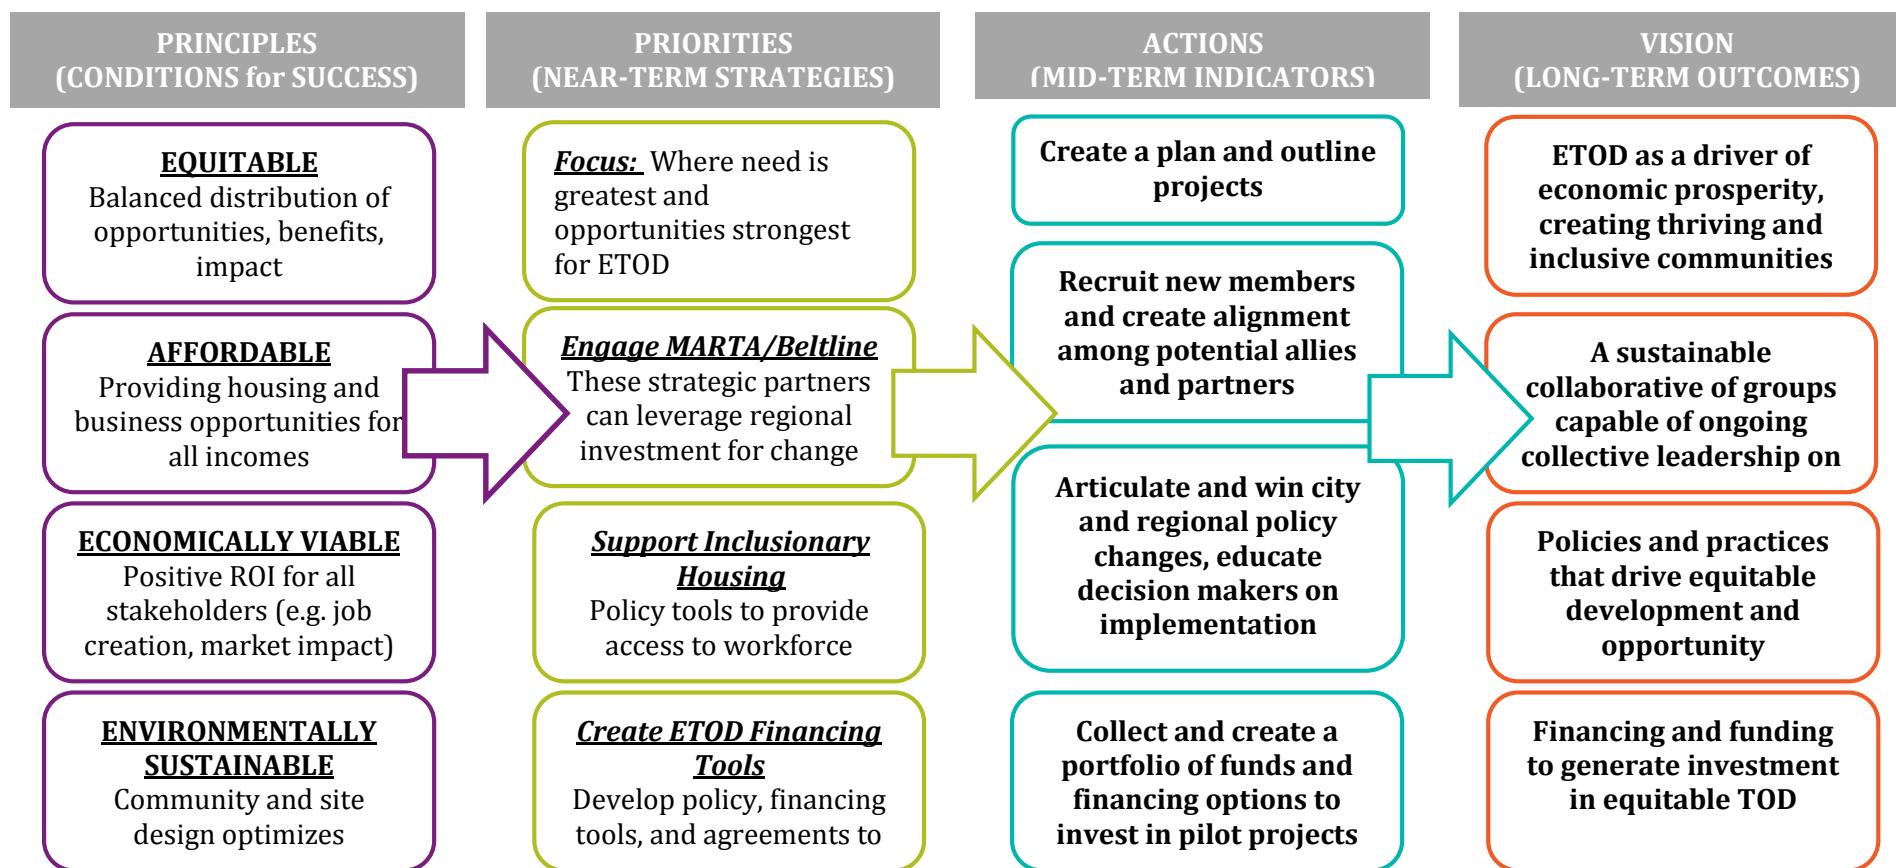 PRINCIPLES
(CONDITIONS for SUCCESS)
EQUITABLE
Balanced distribution of
opportunities, benefits,
impact
AFFORDABLE
Providing housing and
business opportunities for
all incomes
ECONOMICALLY VIABLE
Positive ROI for all
stakeholders (e.g. job
creation, market impact)
ENVIRONMENTALLY
SUSTAINABLE
Community and site
design optimizes
PRIORITIES
(NEAR-TERM STRATEGIES)
Focus: Where need is
greatest and
opportunities strongest
for ETOD
Engage MARTA/Beltline
These strategic partners
can leverage regional
investment for change
Support Inclusionary
Housing
Policy tools to provide
access to workforce
Create ETOD Financing
Tools
Develop policy, financing
tools, and agreements to
ACTIONS
(MID-TERM INDICATORS)
Create a plan and outline
projects
Recruit new members
and create alignment
among potential allies
and partners
Articulate and win city
and regional policy
changes, educate
decision makers on
implementation
Collect and create a
portfolio of funds and
financing options to
invest in pilot projects
VISION
(LONG-TERM OUTCOMES)
ETOD as a driver of
economic prosperity,
creating thriving and
inclusive communities
A sustainable
collaborative of groups
capable of ongoing
collective leadership on
Policies and practices
that drive equitable
development and
opportunity
Financing and funding
to generate investment
in equitable TOD